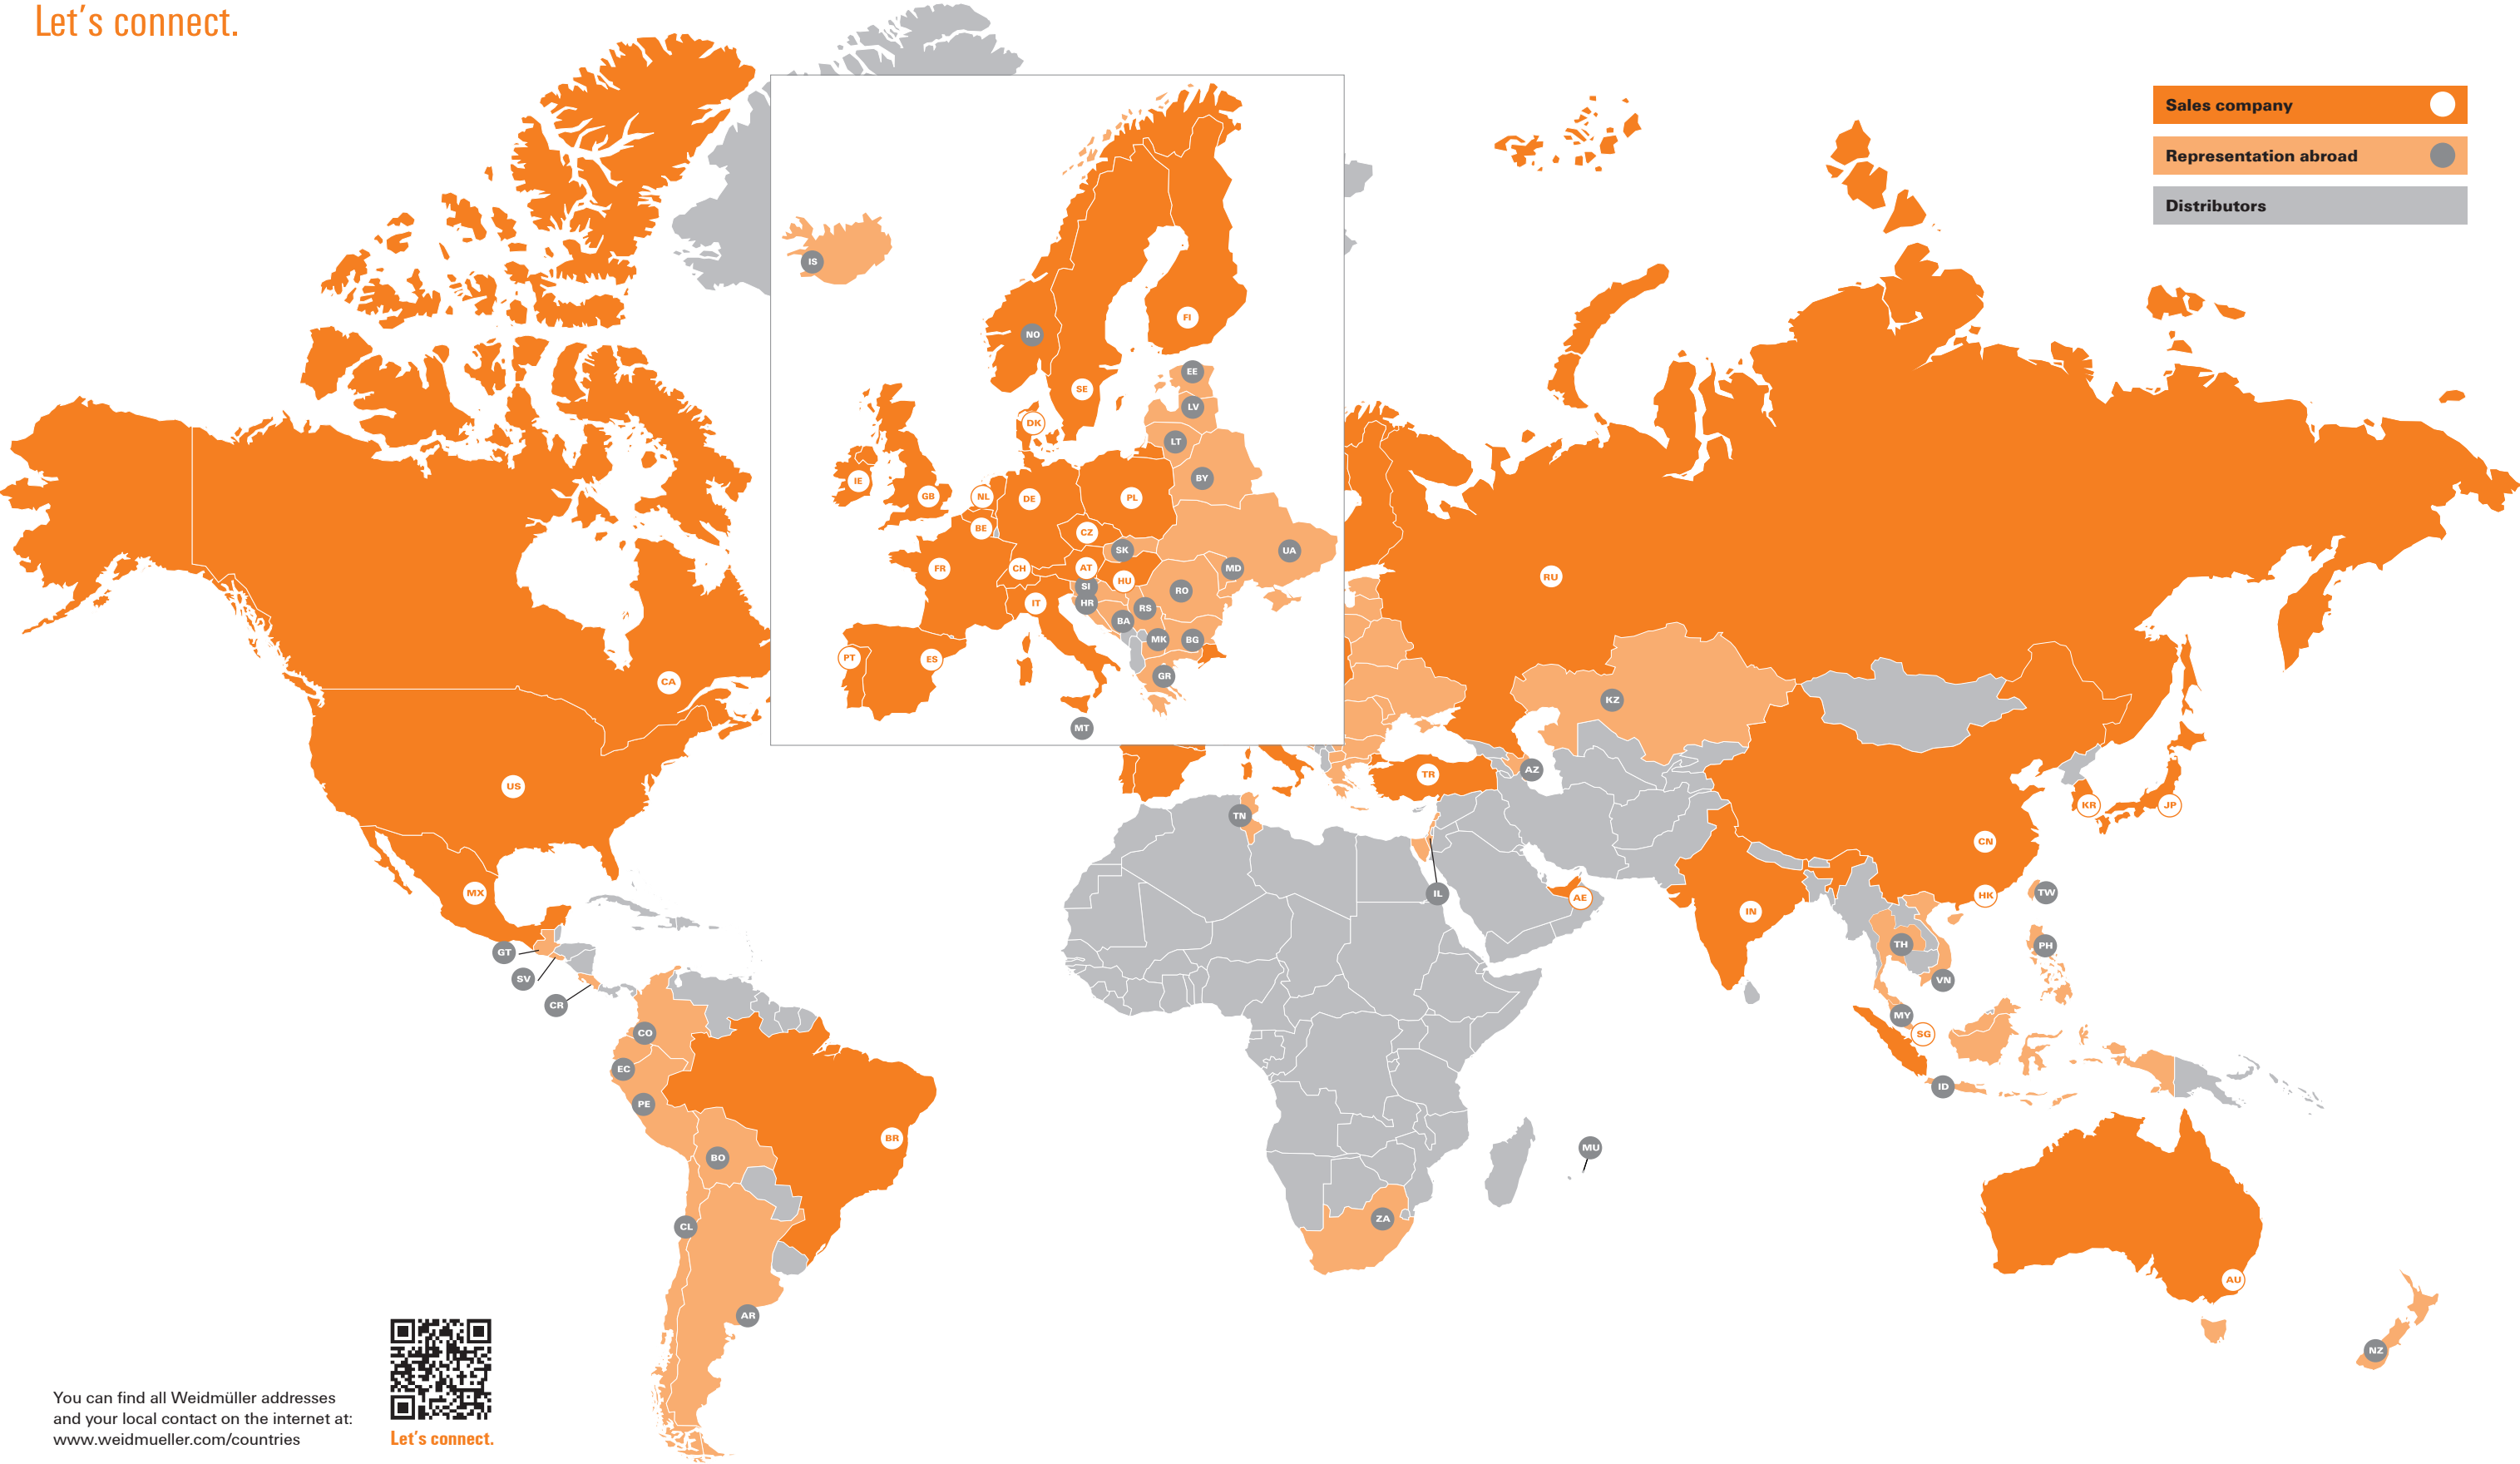 Let's connect.
Sales company
Representation abroad
Distributors
IS
NO
FI
SE
EE
LV
DK
LT
BY
IE
GB
NL
DE
PL
BE
CZ
SK
UA
FR
CH
AT
MD
HU
SI
RO
IT
HR
RS
BA
MK
BG
PT
ES
GR
MT
RU
CA
KZ
US
TR
AZ
TN
KR
JP
CN
MX
IL
AE
HK
TW
IN
GT
TH
PH
SV
VN
CR
MY
CO
SG
EC
ID
PE
BR
MU
BO
ZA
CL
AU
AR
NZ
You can find all Weidmüller addresses
and your local contact on the internet at:
www.weidmueller.com/countries
Let's connect.